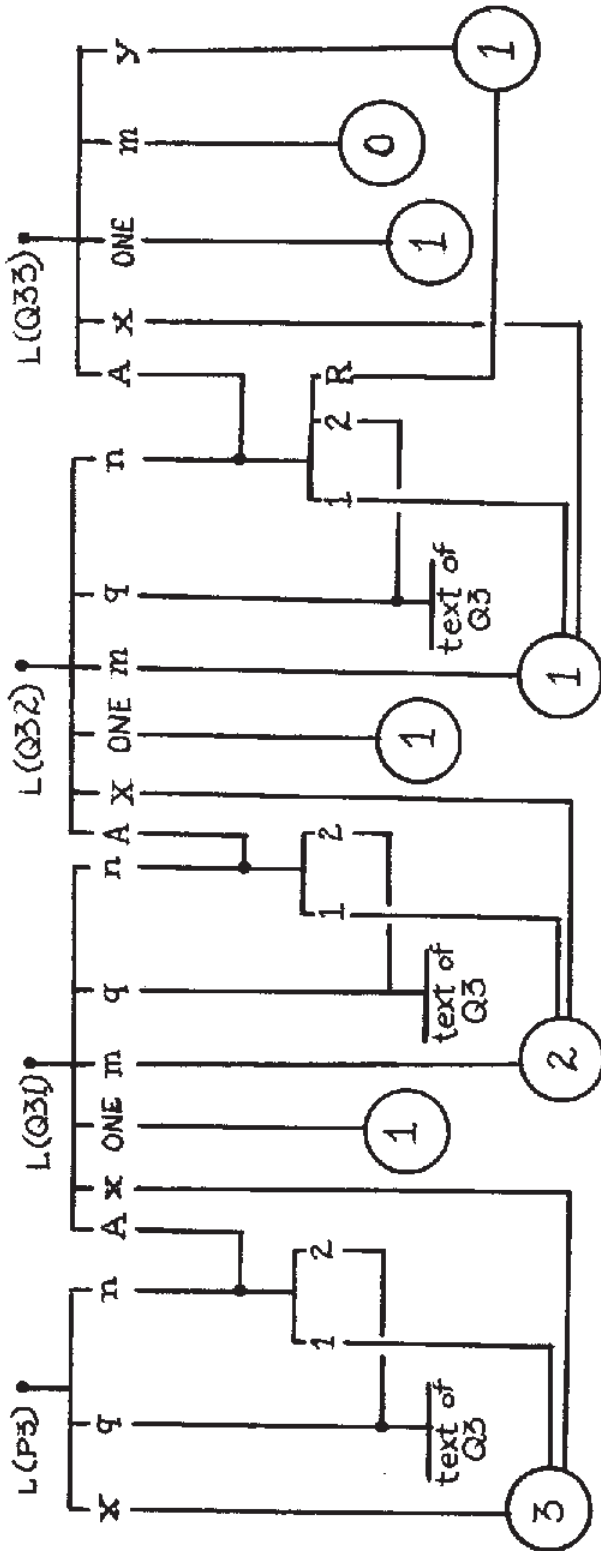 L(P3) L(Q31) L(Q32) L(Q33)
x q n A x ONE m q n A x ONE m q n A x ONE m y
1 2 1 2 1 2 R
0
1 1 1
text of text of text of
Q3 Q3 Q3
1
3 2 1